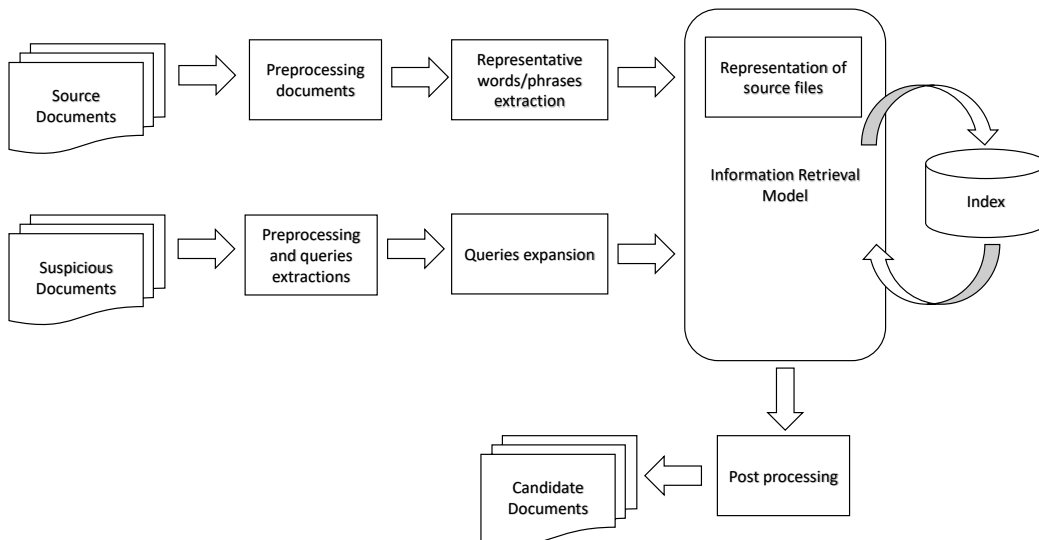 Source
Documents
Preprocessing
documents
Representative
words/phrases
extraction
Representation of
source files
Information Retrieval
Model
Index
Suspicious
Documents
Preprocessing
and queries
extractions
Queries expansion
Post processing
Candidate
Documents